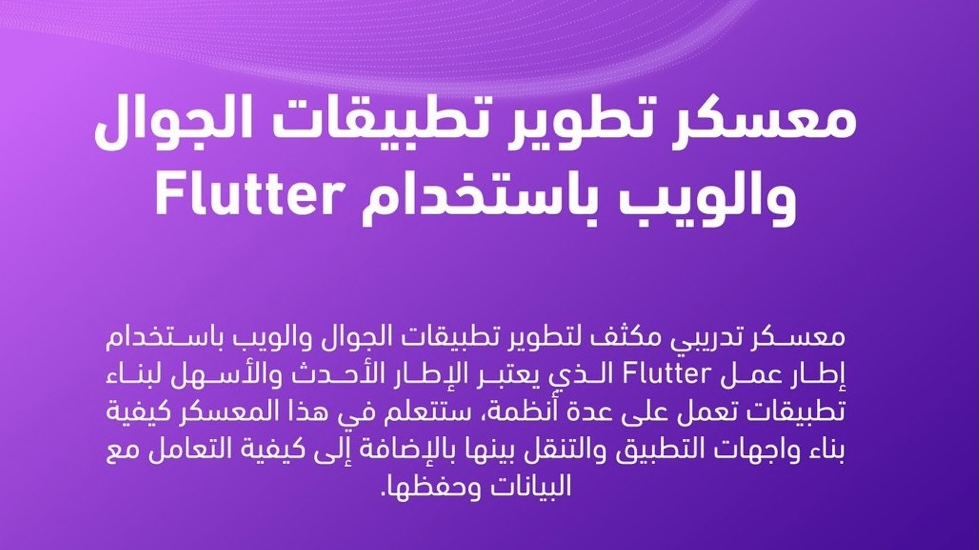 معسكر تطوير تطبيقات الجوال
والويب باستخدام Flutter
معسكر تدريبي مكثف لتطوير تطبيقات الجوال والويب باستخدام
إطار عمل Flutter الذي يعتبر الإطار الأحدث والأسهل لبناء
تطبيقات تعمل على عدة أنظمة، ستتعلم في هذا المعسكر كيفية
بناء واجهات التطبيق والتنقل بينها بالإضافة إلى كيفية التعامل مع
البيانات وحفظها.